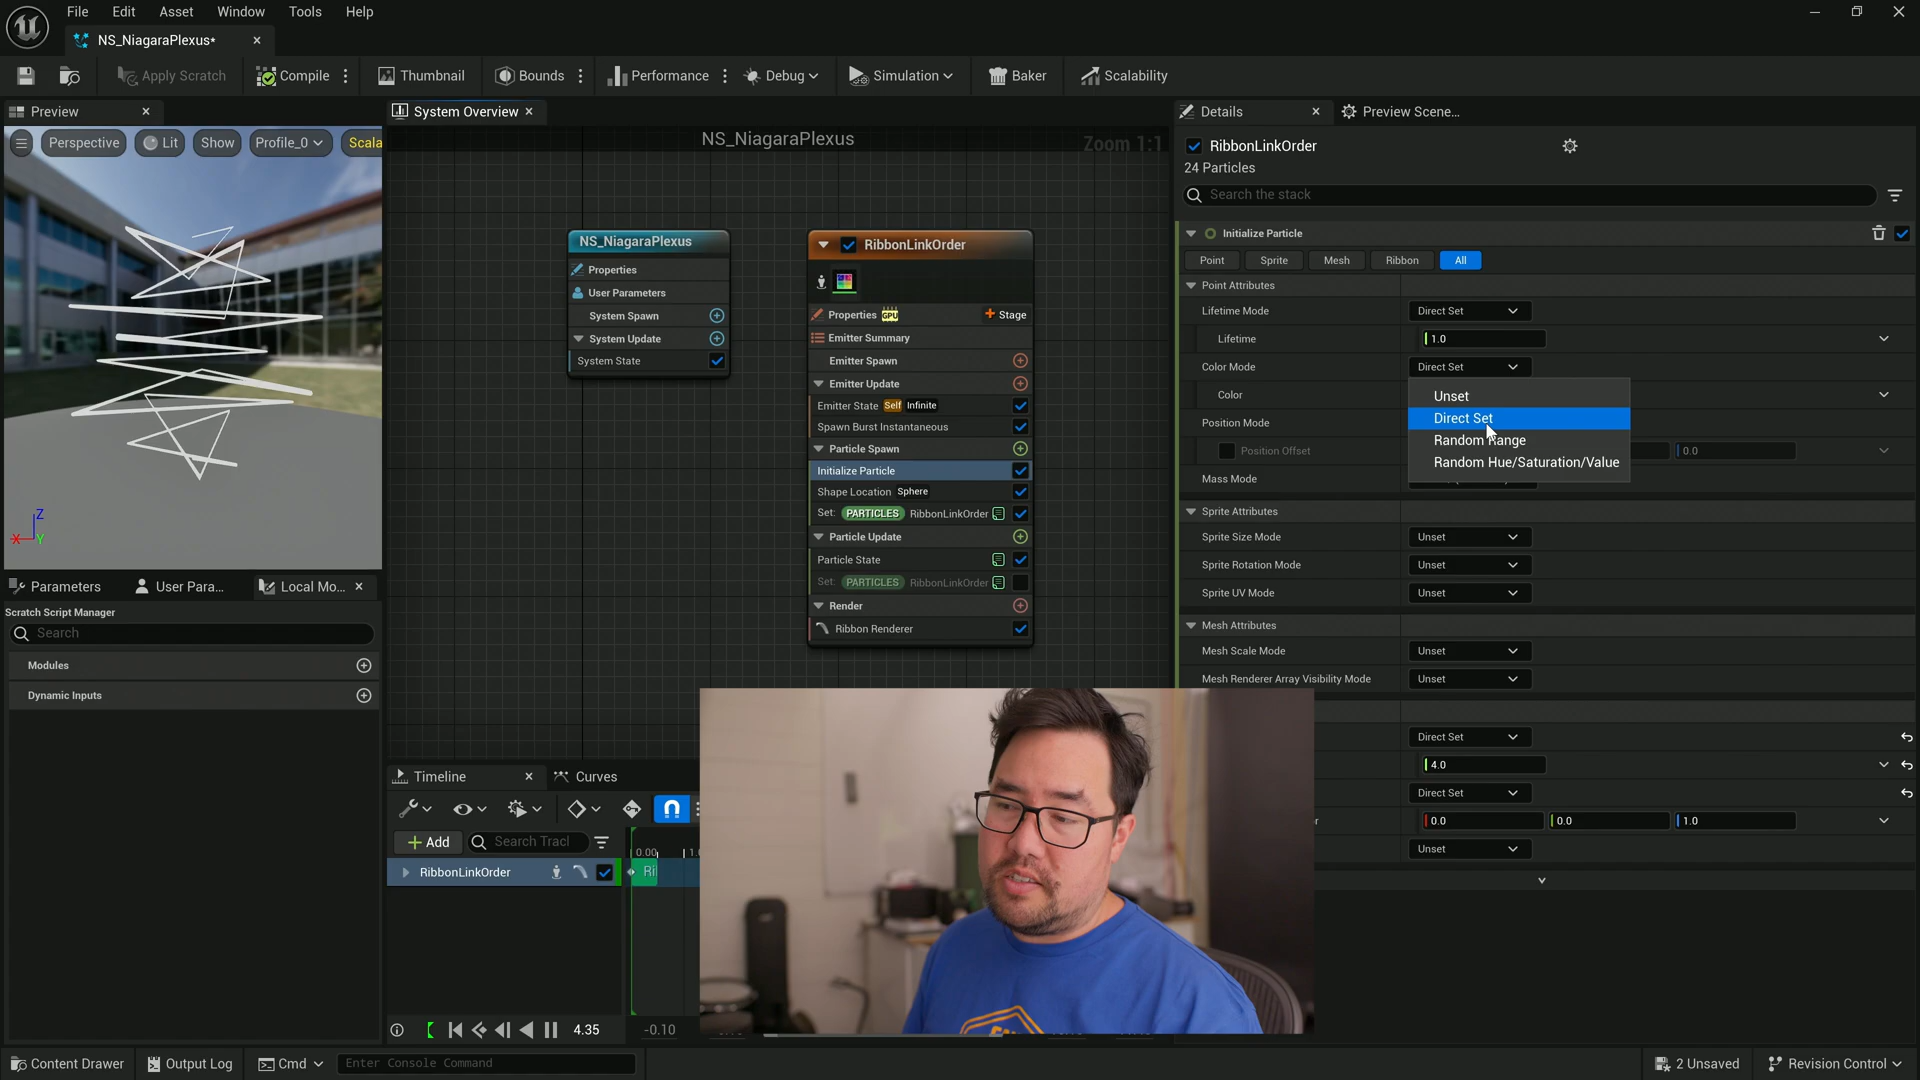 File Edit Asset Window Tools Help
NS_NiagaraPlexus*
Apply Scratch Compile Thumbnail Bounds Performance Debug Simulation Baker Scalability
Preview
Perspective Lit Show Profile_0 Scala
Z
X Y
Parameters User Para... Local Mo...
Scratch Script Manager
Search
Modules
Dynamic Inputs
System Overview
NS_NiagaraPlexus
Zoom 1:1
NS_NiagaraPlexus
Properties
User Parameters
System Spawn
System Update
System State
RibbonLinkOrder
Properties GPU Stage
Emitter Summary
Emitter Spawn
Emitter Update
Emitter State Self Infinite
Spawn Burst Instantaneous
Particle Spawn
Initialize Particle
Shape Location Sphere
Set: PARTICLES RibbonLinkOrder
Particle Update
Particle State
Set: PARTICLES RibbonLinkOrder
Render
Ribbon Renderer
Timeline Curves
Add Search Tracl
0.00
RibbonLinkOrder
4.35 -0.10
Details Preview Scene...
RibbonLinkOrder
24 Particles
Search the stack
Initialize Particle
Point Sprite Mesh Ribbon All
Point Attributes
Lifetime Mode Direct Set
Lifetime 1.0
Color Mode Direct Set
Color
Position Mode
Position Offset 0.0
Mass Mode
Unset
Direct Set
Random Range
Random Hue/Saturation/Value
Sprite Attributes
Sprite Size Mode Unset
Sprite Rotation Mode Unset
Sprite UV Mode Unset
Mesh Attributes
Mesh Scale Mode Unset
Mesh Renderer Array Visibility Mode Unset
Direct Set
4.0
Direct Set
0.0 0.0 1.0
Unset
Content Drawer Output Log Cmd Enter Console Command 2 Unsaved Revision Control